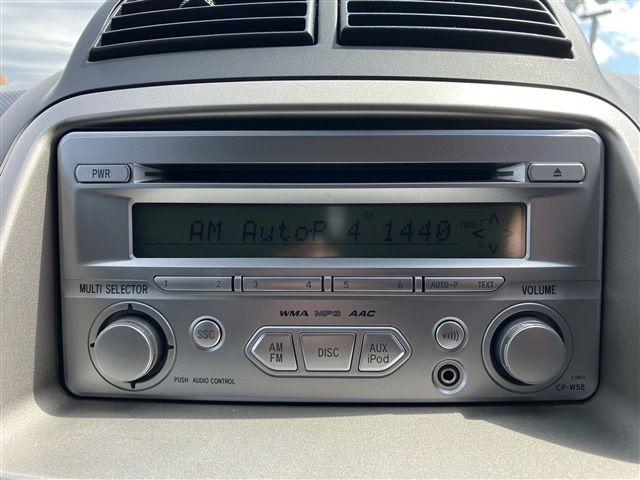 PWR
CH
AM AutoP 4 1440 TUNE
MULTI SELECTOR 1 2 3 4 5 6 AUTO-P TEXT VOLUME
WMA MP3 AAC
SSC AM FM DISC AUX iPod
PUSH AUDIO CONTROL
CP-W58